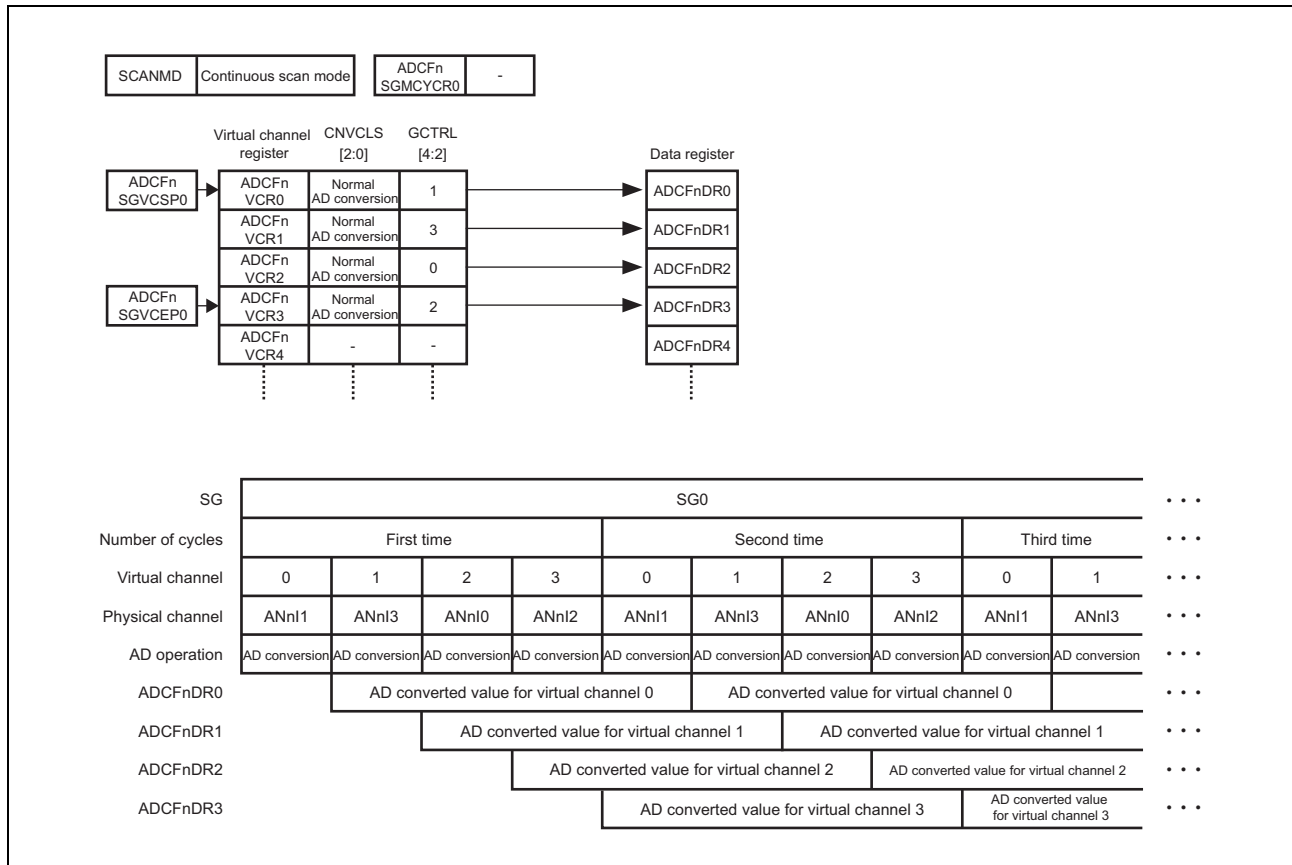 SCANMD Continuous scan mode ADCFn SGMCYCR0 -
Virtual channel register CNVCLS [2:0] GCTRL [4:2] Data register
ADCFn SGVCSP0 ADCFn VCR0 Normal AD conversion 1 ADCFnDR0
ADCFn VCR1 Normal AD conversion 3 ADCFnDR1
ADCFn VCR2 Normal AD conversion 0 ADCFnDR2
ADCFn SGVCEP0 ADCFn VCR3 Normal AD conversion 2 ADCFnDR3
ADCFn VCR4 - - ADCFnDR4
SG SG0 • • •
Number of cycles First time Second time Third time • • •
Virtual channel 0 1 2 3 0 1 2 3 0 1 • • •
Physical channel ANnI1 ANnI3 ANnI0 ANnI2 ANnI1 ANnI3 ANnI0 ANnI2 ANnI1 ANnI3 • • •
AD operation AD conversion AD conversion AD conversion AD conversion AD conversion AD conversion AD conversion AD conversion AD conversion AD conversion • • •
ADCFnDR0 AD converted value for virtual channel 0 AD converted value for virtual channel 0 • • •
ADCFnDR1 AD converted value for virtual channel 1 AD converted value for virtual channel 1 • • •
ADCFnDR2 AD converted value for virtual channel 2 AD converted value for virtual channel 2 • • •
ADCFnDR3 AD converted value for virtual channel 3 AD converted value for virtual channel 3 • • •